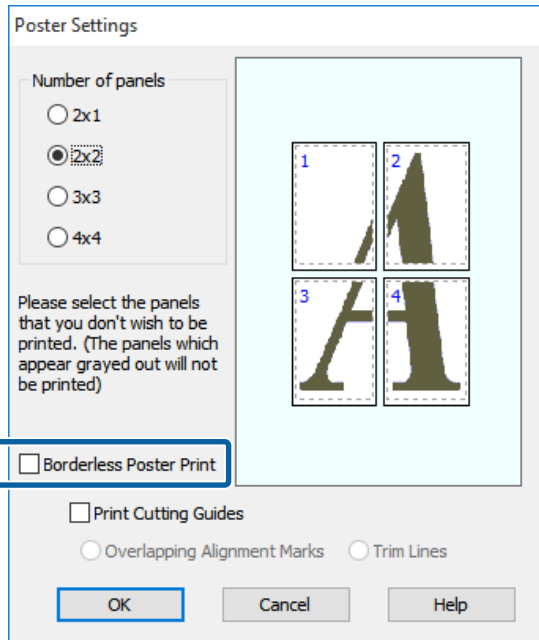 Poster Settings
Number of panels
2x1
2x2
3x3
4x4
Please select the panels
that you don't wish to be
printed. (The panels which
appear grayed out will not
be printed)
1 2
3 4
A
Borderless Poster Print
Print Cutting Guides
Overlapping Alignment Marks Trim Lines
OK Cancel Help